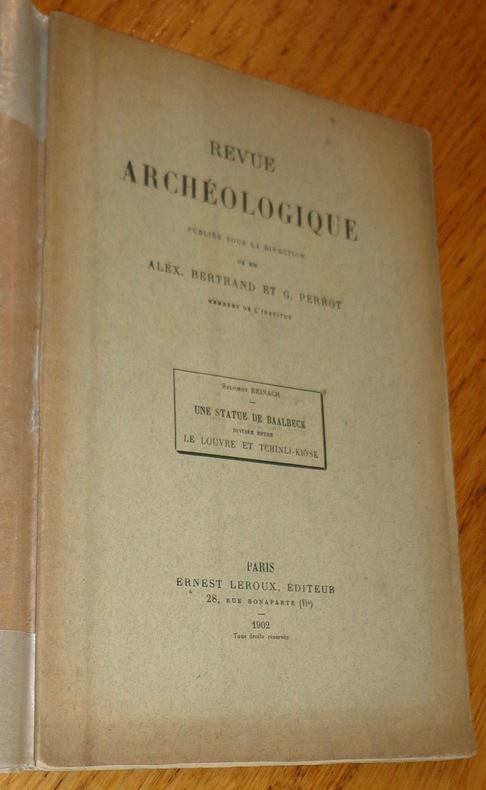 REVUE
ARCHÉOLOGIQUE
PUBLIÉE SOUS LA DIRECTION
DE MM
ALEX. BERTRAND ET G. PERROT
MEMBRES DE L'INSTITUT
SALOMON REINACH
UNE STATUE DE BAALBECK
DIVISÉE ENTRE
LE LOUVRE ET TCHINLI-KIOSK
PARIS
ERNEST LEROUX, ÉDITEUR
28, RUE BONAPARTE (VIe)
1902
Tous droits réservés